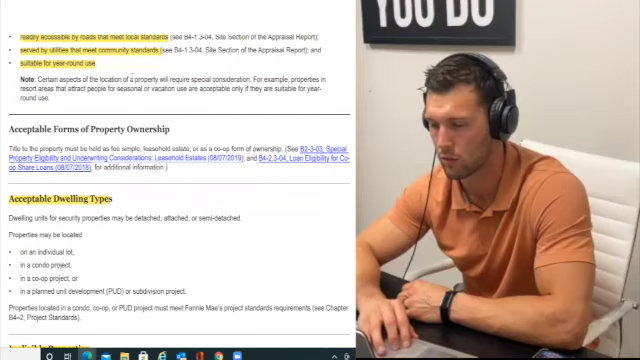 readily accessible by roads that meet local standards (see B4-1.3-04, Site Section of the Appraisal Report);
served by utilities that meet community standards (see B4-1.3-04, Site Section of the Appraisal Report); and
suitable for year-round use.
Note: Certain aspects of the location of a property will require special consideration. For example, properties in
resort areas that attract people for seasonal or vacation use are acceptable only if they are suitable for year-
round use.
Acceptable Forms of Property Ownership
Title to the property must be held as fee simple, leasehold estate, or as a co-op form of ownership. (See B2-3-03, Special
Property Eligibility and Underwriting Considerations: Leasehold Estates (08/07/2019); and B4-2.3-04, Loan Eligibility for Co-
op Share Loans (08/07/2018), for additional information.)
Acceptable Dwelling Types
Dwelling units for security properties may be detached, attached, or semi-detached.
Properties may be located
on an individual lot,
in a condo project,
in a co-op project, or
in a planned unit development (PUD) or subdivision project.
Properties located in a condo, co-op, or PUD project must meet Fannie Mae's project standards requirements (see Chapter
B4–2, Project Standards).
YOU DO